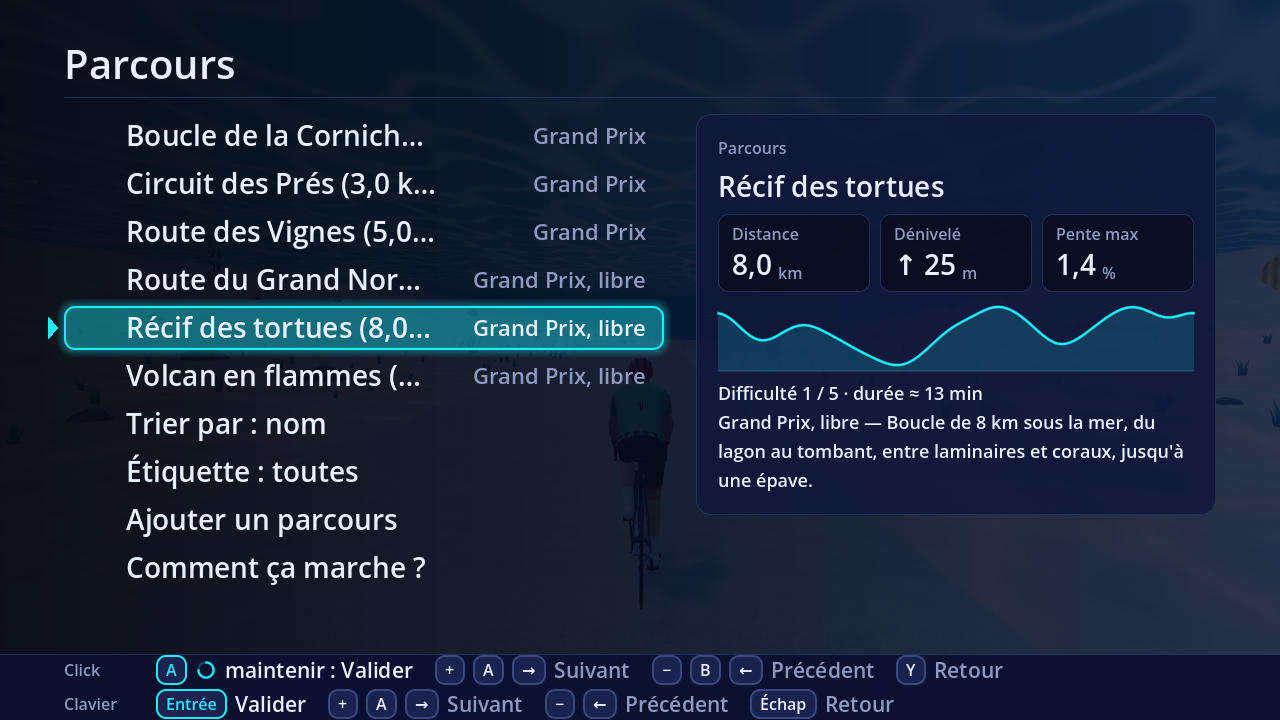 Parcours
Boucle de la Cornich... Grand Prix
Circuit des Prés (3,0 k... Grand Prix
Route des Vignes (5,0... Grand Prix
Route du Grand Nor... Grand Prix, libre
Récif des tortues (8,0... Grand Prix, libre
Volcan en flammes (... Grand Prix, libre
Trier par : nom
Étiquette : toutes
Ajouter un parcours
Comment ça marche ?
Parcours
Récif des tortues
Distance Dénivelé Pente max
8,0 km ↑ 25 m 1,4 %
Difficulté 1 / 5 · durée ≈ 13 min
Grand Prix, libre — Boucle de 8 km sous la mer, du
lagon au tombant, entre laminaires et coraux, jusqu'à
une épave.
Click A maintenir : Valider + A → Suivant − B ← Précédent Y Retour
Clavier Entrée Valider + A → Suivant − ← Précédent Échap Retour